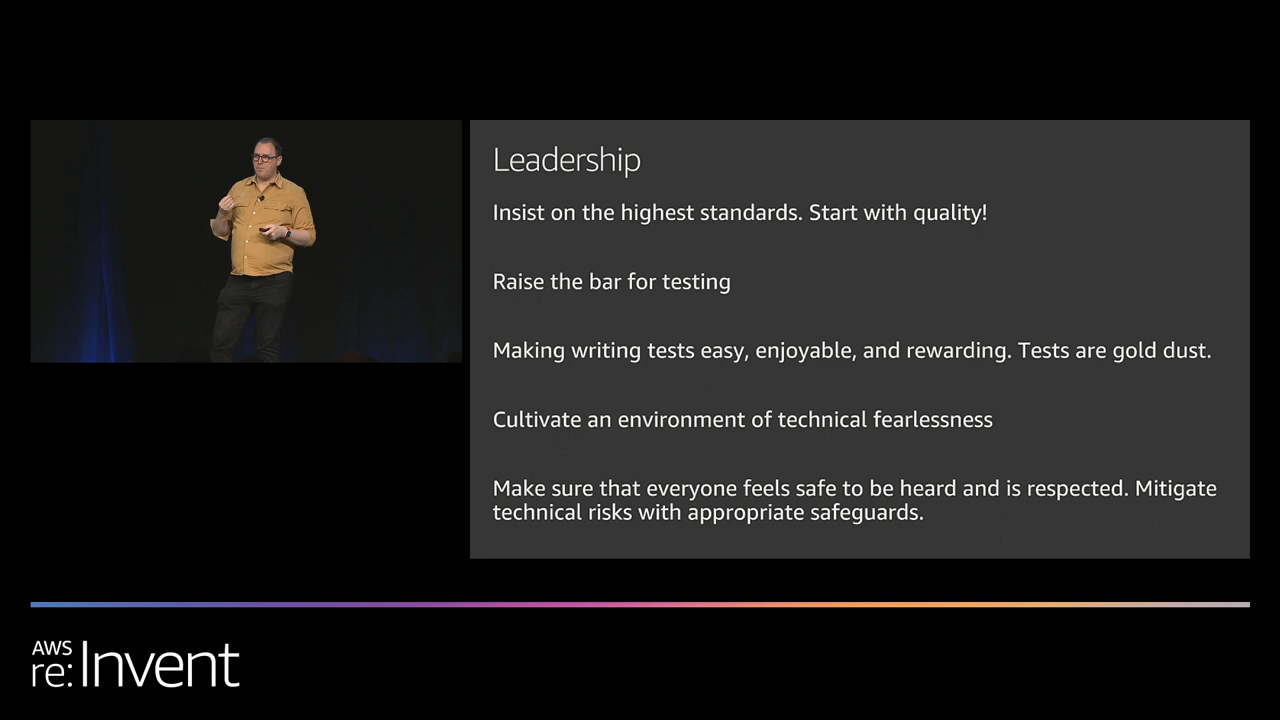 Leadership
Insist on the highest standards. Start with quality!
Raise the bar for testing
Making writing tests easy, enjoyable, and rewarding. Tests are gold dust.
Cultivate an environment of technical fearlessness
Make sure that everyone feels safe to be heard and is respected. Mitigate
technical risks with appropriate safeguards.
AWS
re:Invent